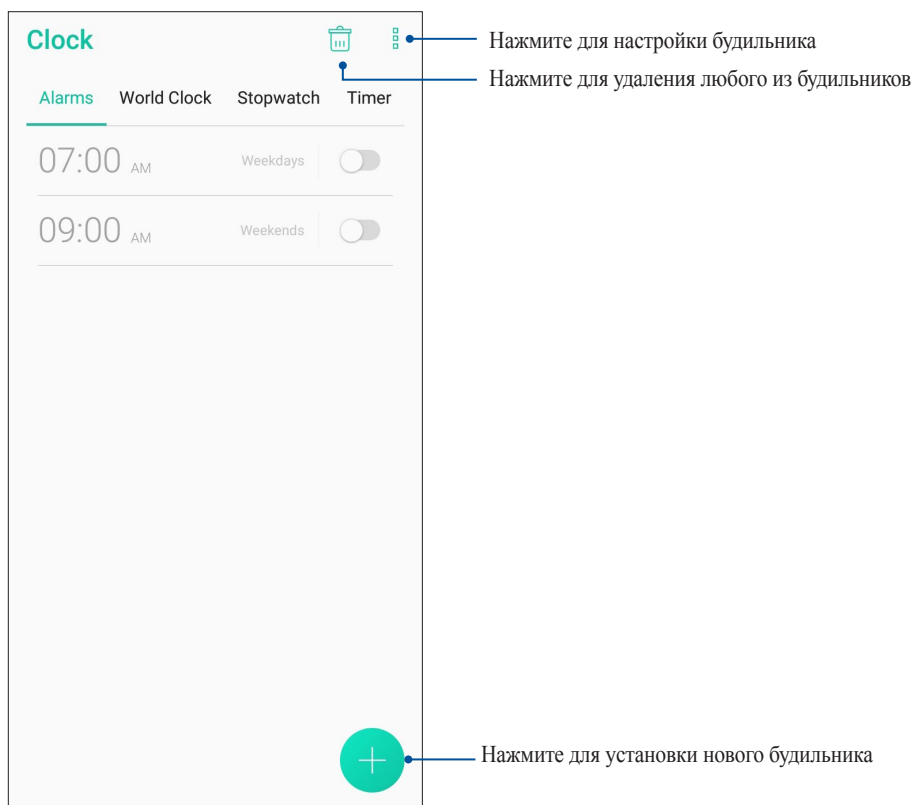 Clock
Нажмите для настройки будильника
Нажмите для удаления любого из будильников
Alarms World Clock Stopwatch Timer
07:00 AM Weekdays
09:00 AM Weekends
Нажмите для установки нового будильника